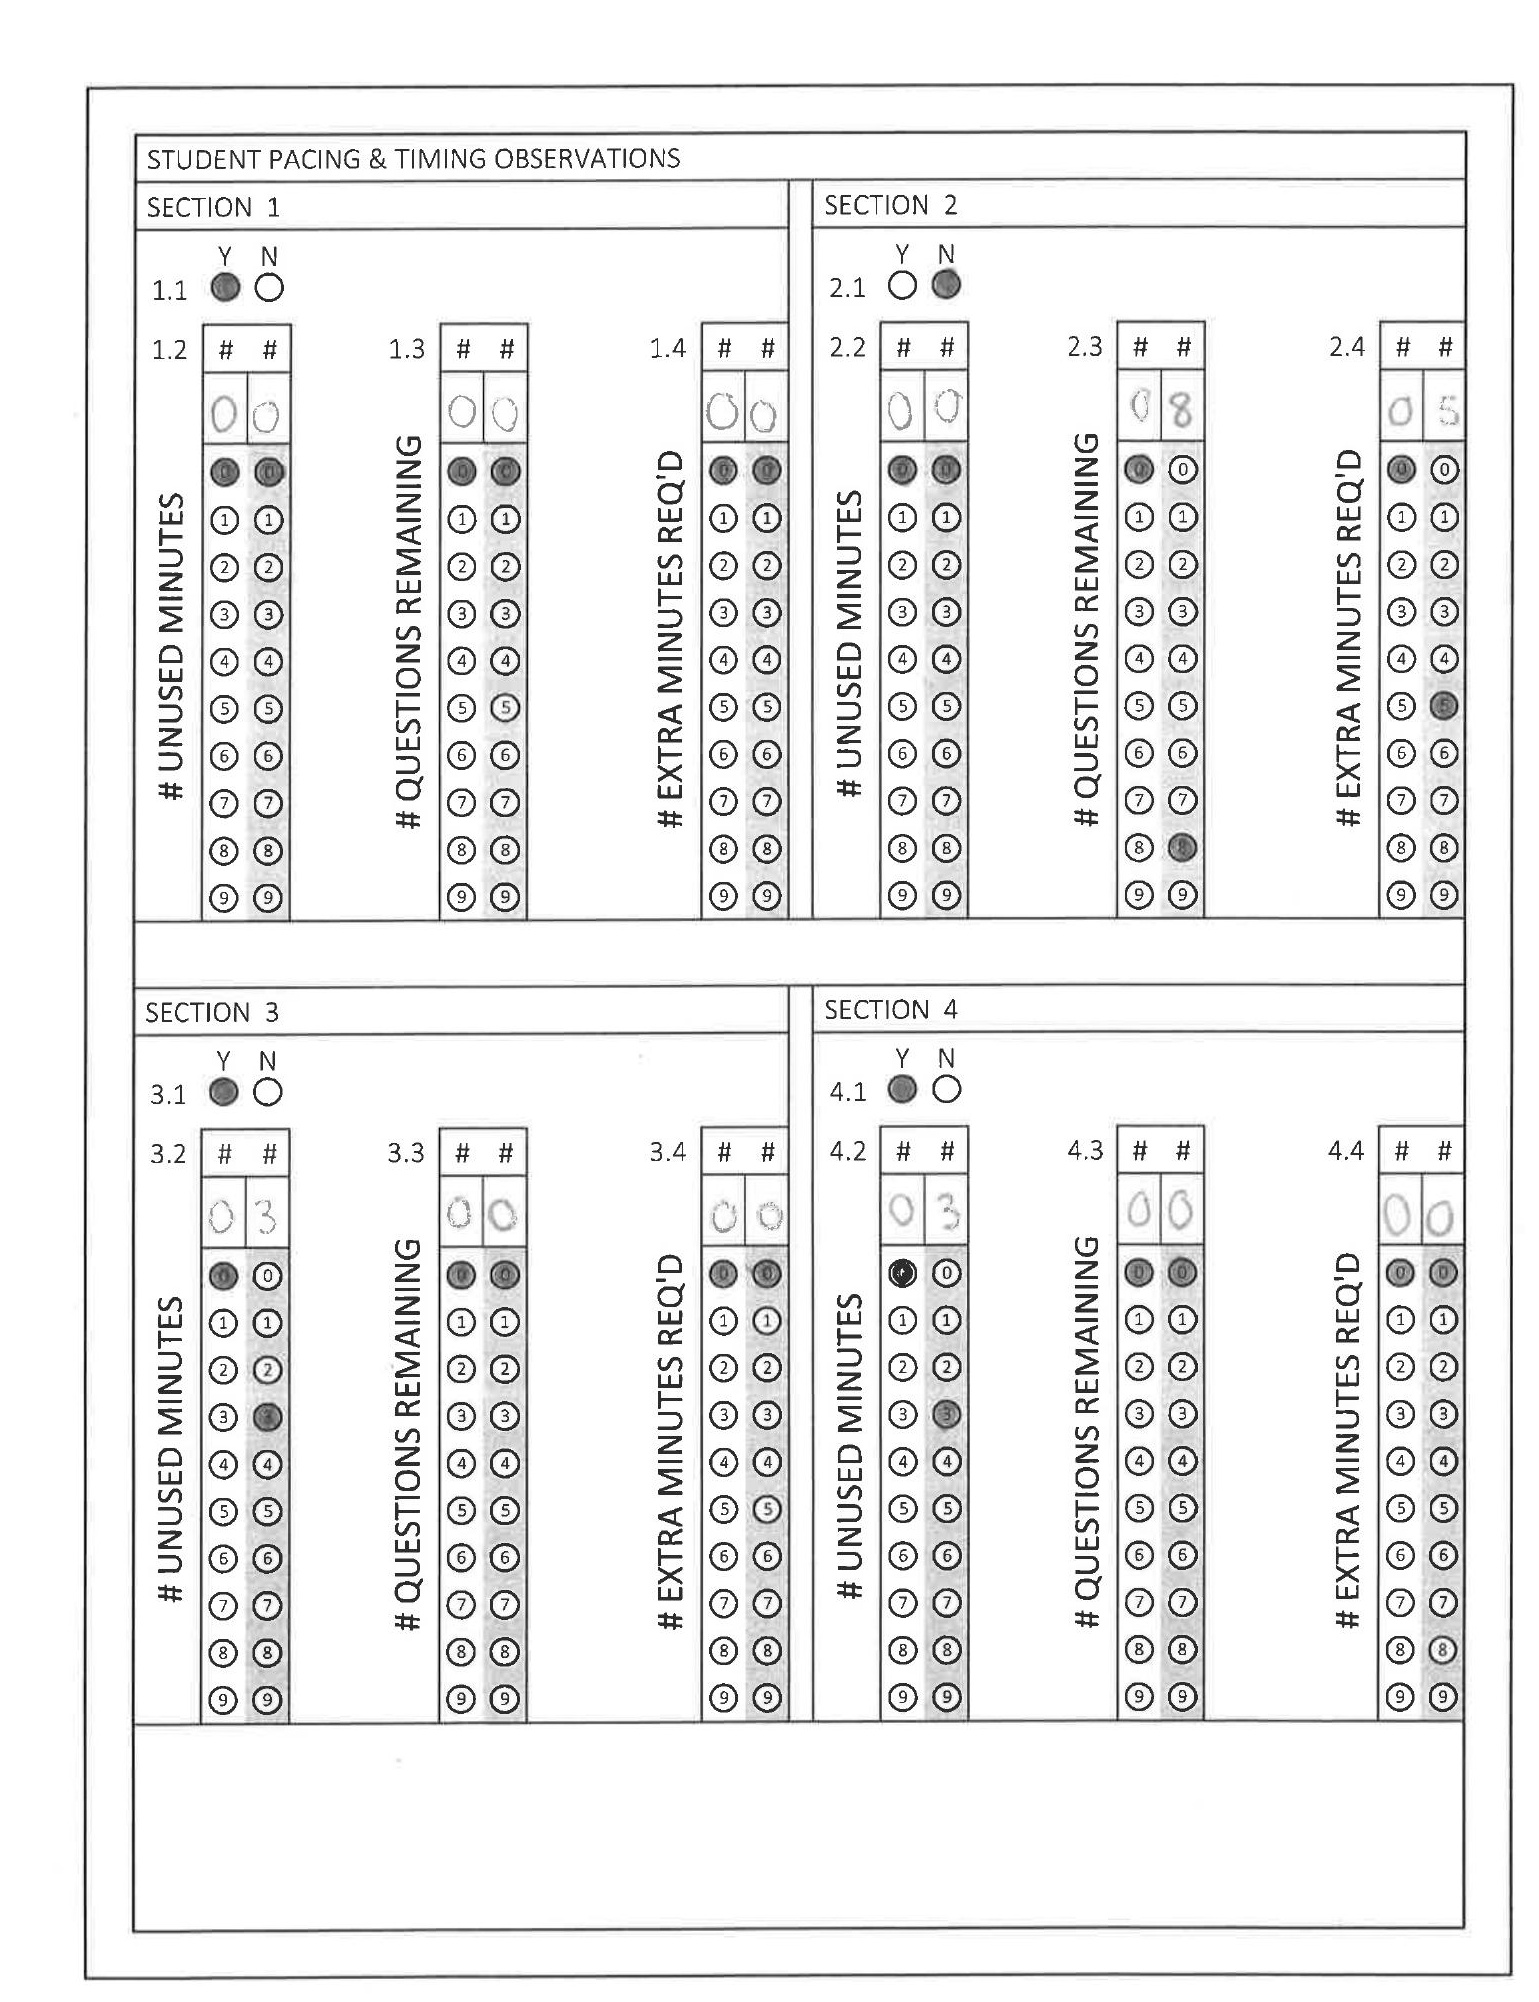 STUDENT PACING & TIMING OBSERVATIONS
SECTION 1
Y N
1.1
1.2 # # 1.3 # # 1.4 # #
0 0 0 0 0 0
# UNUSED MINUTES
# QUESTIONS REMAINING
# EXTRA MINUTES REQ'D
0 0 0 0 0 0
1 1 1 1 1 1
2 2 2 2 2 2
3 3 3 3 3 3
4 4 4 4 4 4
5 5 5 5 5 5
6 6 6 6 6 6
7 7 7 7 7 7
8 8 8 8 8 8
9 9 9 9 9 9
SECTION 2
Y N
2.1
2.2 # # 2.3 # # 2.4 # #
0 0 0 8 0 5
# UNUSED MINUTES
# QUESTIONS REMAINING
# EXTRA MINUTES REQ'D
0 0 0 0 0 0
1 1 1 1 1 1
2 2 2 2 2 2
3 3 3 3 3 3
4 4 4 4 4 4
5 5 5 5 5 5
6 6 6 6 6 6
7 7 7 7 7 7
8 8 8 8 8 8
9 9 9 9 9 9
SECTION 3
Y N
3.1
3.2 # # 3.3 # # 3.4 # #
0 3 0 0 0 0
# UNUSED MINUTES
# QUESTIONS REMAINING
# EXTRA MINUTES REQ'D
0 0 0 0 0 0
1 1 1 1 1 1
2 2 2 2 2 2
3 3 3 3 3 3
4 4 4 4 4 4
5 5 5 5 5 5
6 6 6 6 6 6
7 7 7 7 7 7
8 8 8 8 8 8
9 9 9 9 9 9
SECTION 4
Y N
4.1
4.2 # # 4.3 # # 4.4 # #
0 3 0 0 0 0
# UNUSED MINUTES
# QUESTIONS REMAINING
# EXTRA MINUTES REQ'D
0 0 0 0 0 0
1 1 1 1 1 1
2 2 2 2 2 2
3 3 3 3 3 3
4 4 4 4 4 4
5 5 5 5 5 5
6 6 6 6 6 6
7 7 7 7 7 7
8 8 8 8 8 8
9 9 9 9 9 9